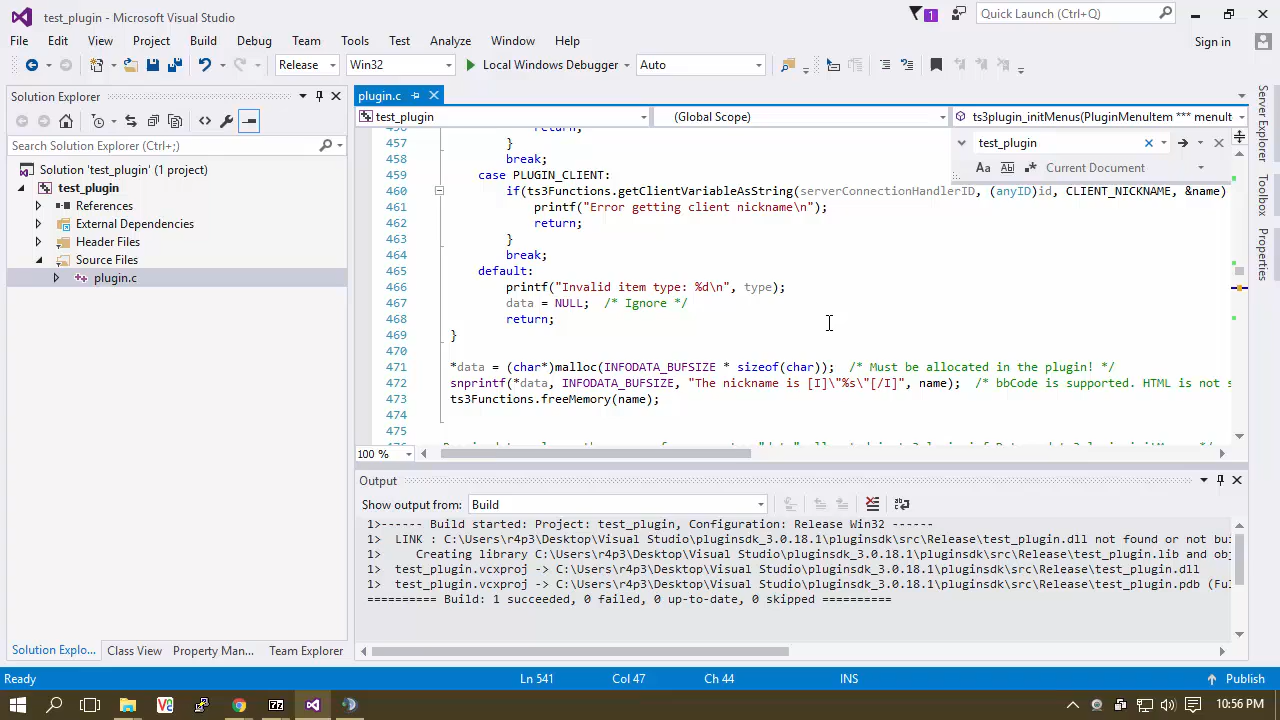 test_plugin - Microsoft Visual Studio
1
Quick Launch (Ctrl+Q)
File Edit View Project Build Debug Team Tools Test Analyze Window Help
Sign in
Release Win32 Local Windows Debugger Auto
Solution Explorer
plugin.c
test_plugin (Global Scope) ts3plugin_initMenus(PluginMenuItem *** menuIt
Search Solution Explorer (Ctrl+;)
test_plugin
Aa Current Document
Solution 'test_plugin' (1 project)
test_plugin
References
External Dependencies
Header Files
Source Files
plugin.c
456 return;
457 }
458 break;
459 case PLUGIN_CLIENT:
460 if(ts3Functions.getClientVariableAsString(serverConnectionHandlerID, (anyID)id, CLIENT_NICKNAME, &name)
461 printf("Error getting client nickname\n");
462 return;
463 }
464 break;
465 default:
466 printf("Invalid item type: %d\n", type);
467 data = NULL; /* Ignore */
468 return;
469 }
470
471 *data = (char*)malloc(INFODATA_BUFSIZE * sizeof(char)); /* Must be allocated in the plugin! */
472 snprintf(*data, INFODATA_BUFSIZE, "The nickname is [I]\"%s\"[/I]", name); /* bbCode is supported. HTML is not s
473 ts3Functions.freeMemory(name);
474
475
100 %
Server Explorer
Toolbox
Properties
Output
Show output from: Build
1>------ Build started: Project: test_plugin, Configuration: Release Win32 ------
1> LINK : C:\Users\r4p3\Desktop\Visual Studio\pluginsdk_3.0.18.1\pluginsdk\src\Release\test_plugin.dll not found or not bui
1> Creating library C:\Users\r4p3\Desktop\Visual Studio\pluginsdk_3.0.18.1\pluginsdk\src\Release\test_plugin.lib and obj
1> test_plugin.vcxproj -> C:\Users\r4p3\Desktop\Visual Studio\pluginsdk_3.0.18.1\pluginsdk\src\Release\test_plugin.dll
1> test_plugin.vcxproj -> C:\Users\r4p3\Desktop\Visual Studio\pluginsdk_3.0.18.1\pluginsdk\src\Release\test_plugin.pdb (Ful
========== Build: 1 succeeded, 0 failed, 0 up-to-date, 0 skipped ==========
Solution Explo... Class View Property Man... Team Explorer
Ready Ln 541 Col 47 Ch 44 INS Publish
10:56 PM